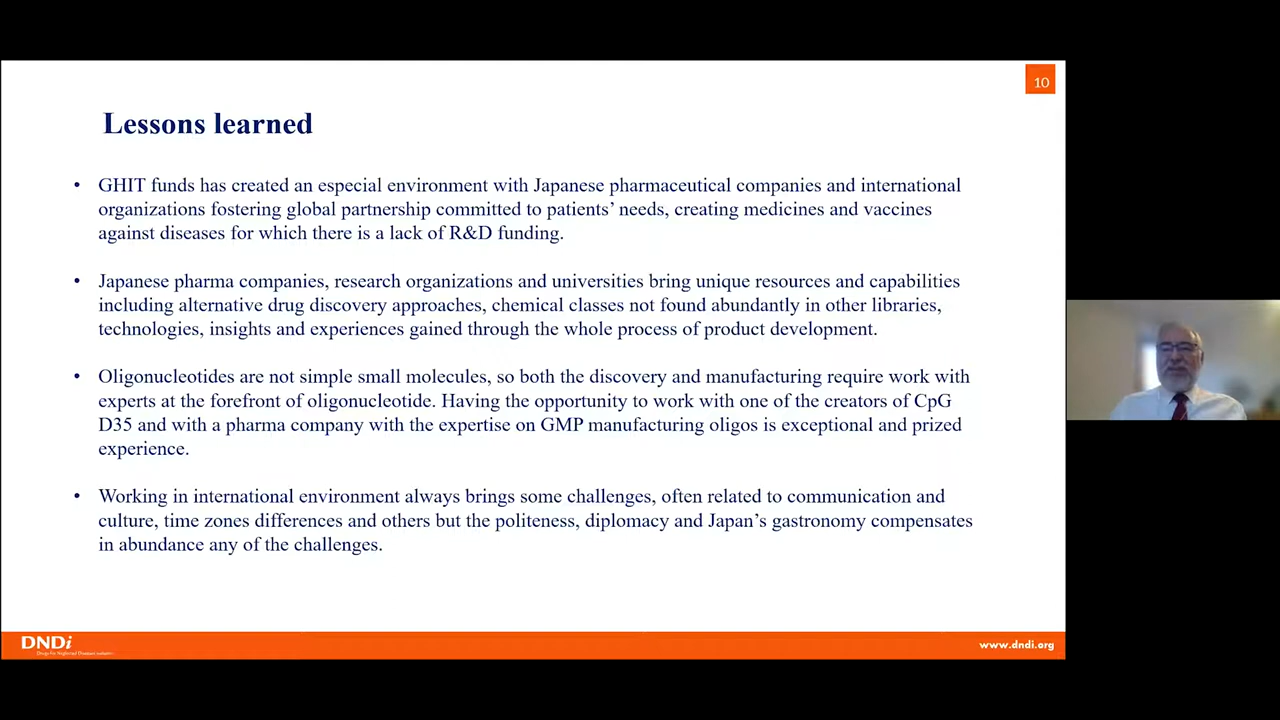 10
Lessons learned
• GHIT funds has created an especial environment with Japanese pharmaceutical companies and international
organizations fostering global partnership committed to patients’ needs, creating medicines and vaccines
against diseases for which there is a lack of R&D funding.
• Japanese pharma companies, research organizations and universities bring unique resources and capabilities
including alternative drug discovery approaches, chemical classes not found abundantly in other libraries,
technologies, insights and experiences gained through the whole process of product development.
• Oligonucleotides are not simple small molecules, so both the discovery and manufacturing require work with
experts at the forefront of oligonucleotide. Having the opportunity to work with one of the creators of CpG
D35 and with a pharma company with the expertise on GMP manufacturing oligos is exceptional and prized
experience.
• Working in international environment always brings some challenges, often related to communication and
culture, time zones differences and others but the politeness, diplomacy and Japan’s gastronomy compensates
in abundance any of the challenges.
DNDi
www.dndi.org